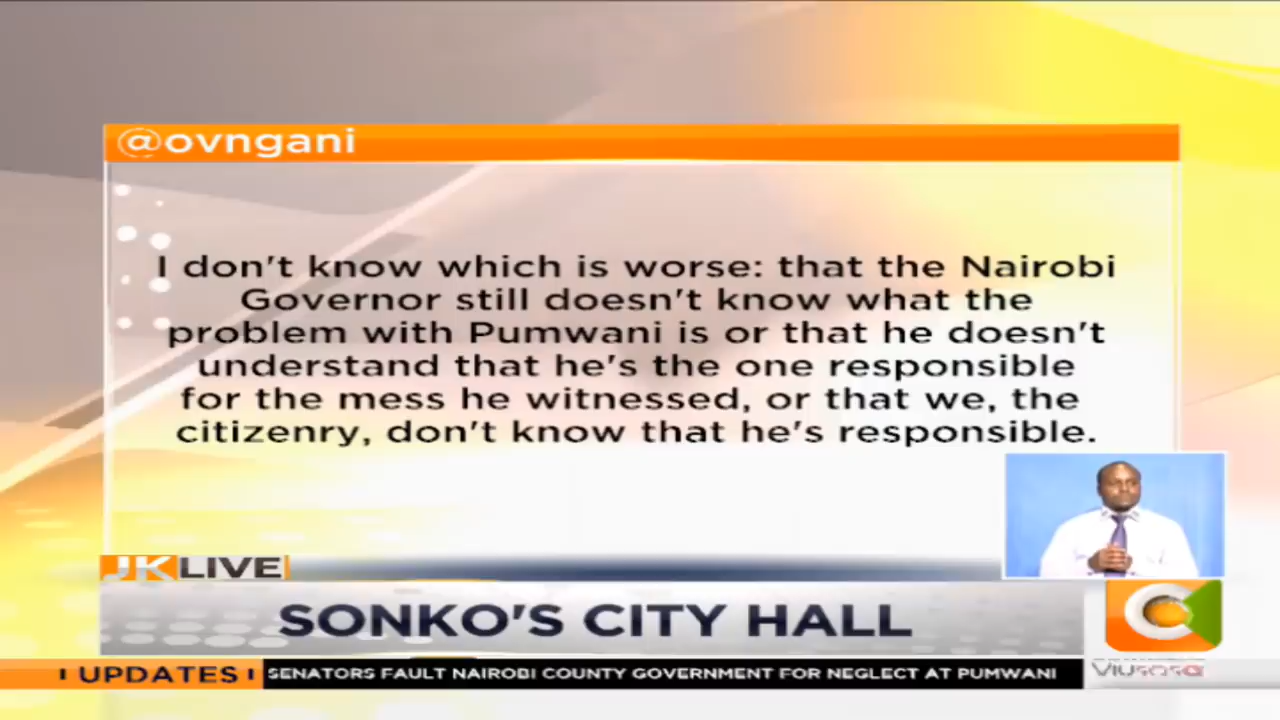 @ovngani
I don't know which is worse: that the Nairobi
Governor still doesn't know what the
problem with Pumwani is or that he doesn't
understand that he's the one responsible
for the mess he witnessed, or that we, the
citizenry, don't know that he's responsible.
JKLIVE
SONKO'S CITY HALL
UPDATES
SENATORS FAULT NAIROBI COUNTY GOVERNMENT FOR NEGLECT AT PUMWANI